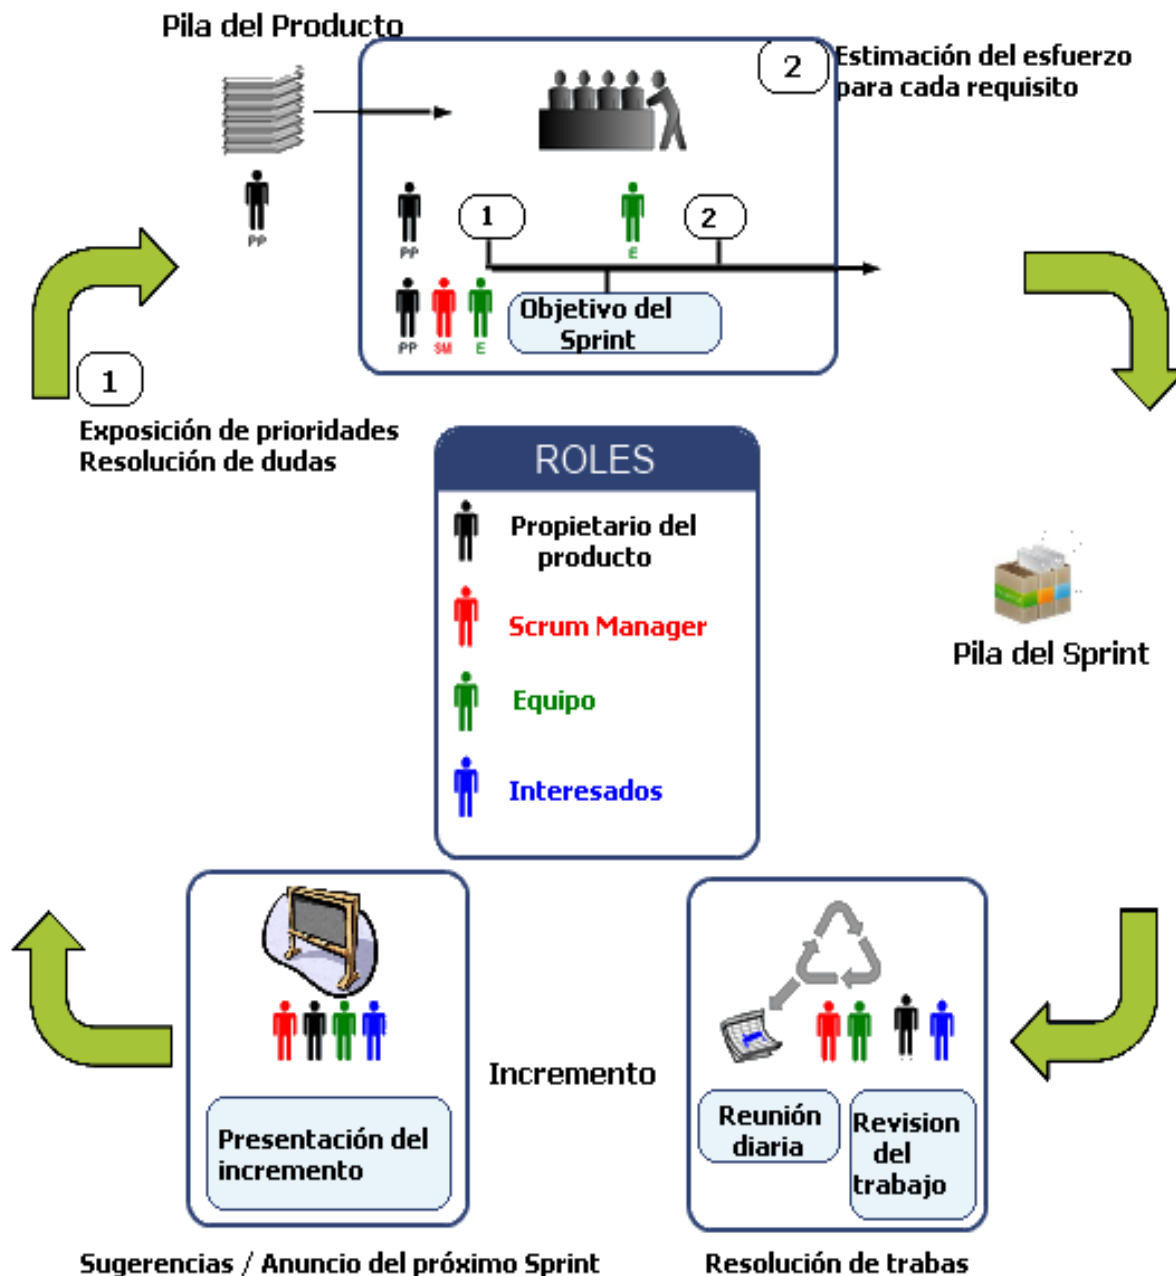 Pila del Producto
2
Estimación del esfuerzo
para cada requisito
PP
PP
1
E
2
PP
SM
E
Objetivo del
Sprint
1
Exposición de prioridades
Resolución de dudas
ROLES
Propietario del
producto
Scrum Manager
Equipo
Interesados
Pila del Sprint
Presentación del
incremento
Incremento
Reunión
diaria
Revision
del
trabajo
Sugerencias / Anuncio del próximo Sprint
Resolución de trabas